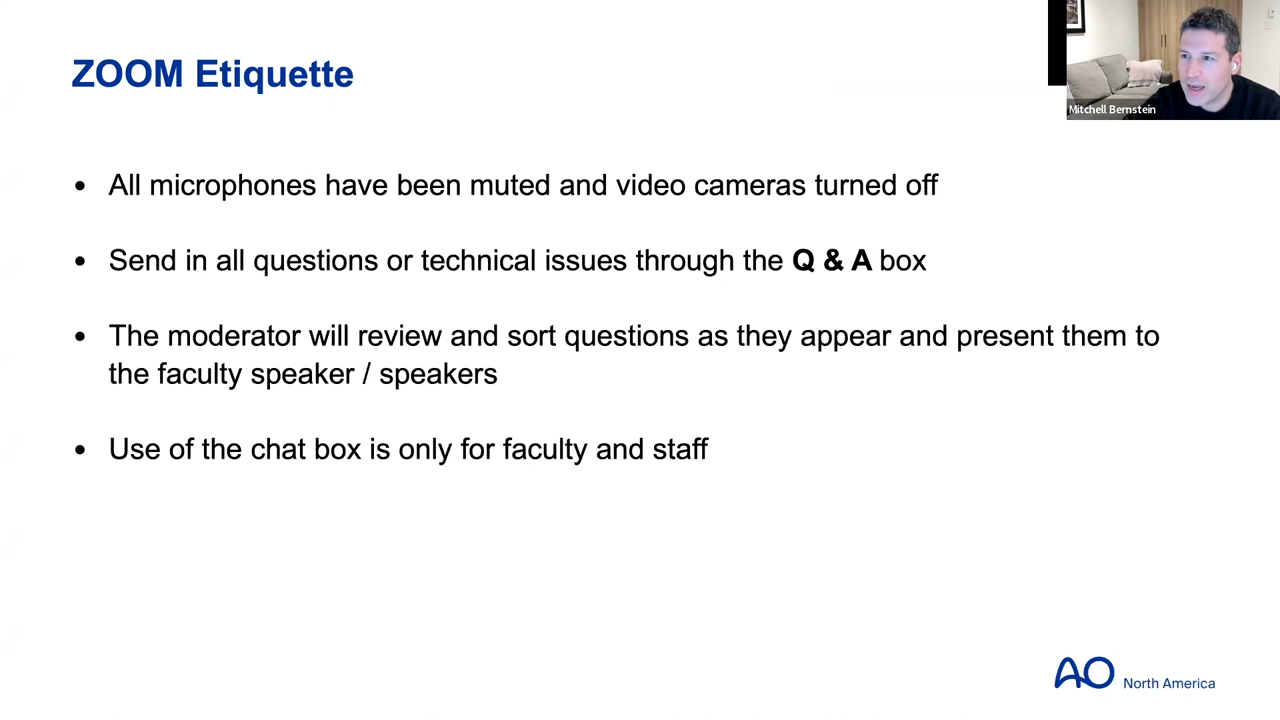 ZOOM Etiquette
Mitchell Bernstein
• All microphones have been muted and video cameras turned off
• Send in all questions or technical issues through the Q & A box
• The moderator will review and sort questions as they appear and present them to
the faculty speaker / speakers
• Use of the chat box is only for faculty and staff
AO North America